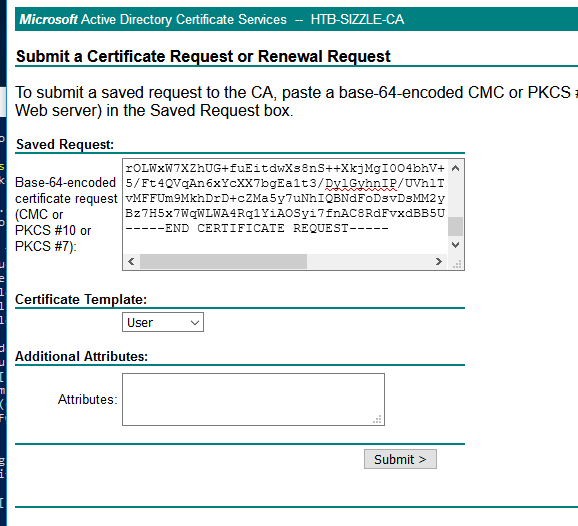 Microsoft Active Directory Certificate Services -- HTB-SIZZLE-CA
Submit a Certificate Request or Renewal Request
To submit a saved request to the CA, paste a base-64-encoded CMC or PKCS
Web server) in the Saved Request box.
Saved Request:
Base-64-encoded
certificate request
(CMC or
PKCS #10 or
PKCS #7):
rOLWxW7XZhUG+fuEitdwXs8nS++XkjMgI0O4bhV+
5/Ft4QVqAn6xYcXX7bgEa1t3/DylGyhnIP/UVhlT
vMFFUm9MkhDrD+cZMa5y7uNhIQBNdFoDsvDsMM2y
Bz7H5x7WqWLWA4Rq1YiAOSyi7fnAC8RdFvxdBB5U
-----END CERTIFICATE REQUEST-----
Certificate Template:
User
Additional Attributes:
Attributes:
Submit >